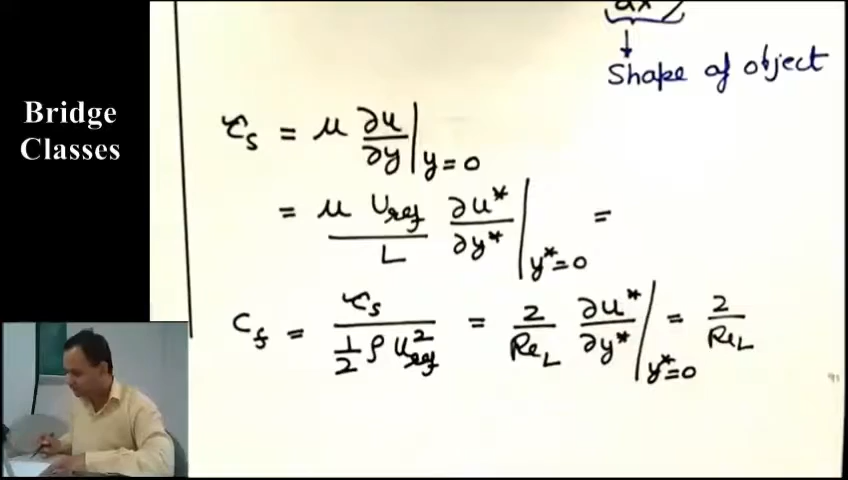 Bridge
Classes
dx
Shape of object
τₛ = μ ∂u/∂y |y=0
= μ Uref/L ∂u*/∂y* |y*=0 =
Cf = τₛ / ½ ρ Uref² = 2/ReL ∂u*/∂y* |y*=0 = 2/ReL